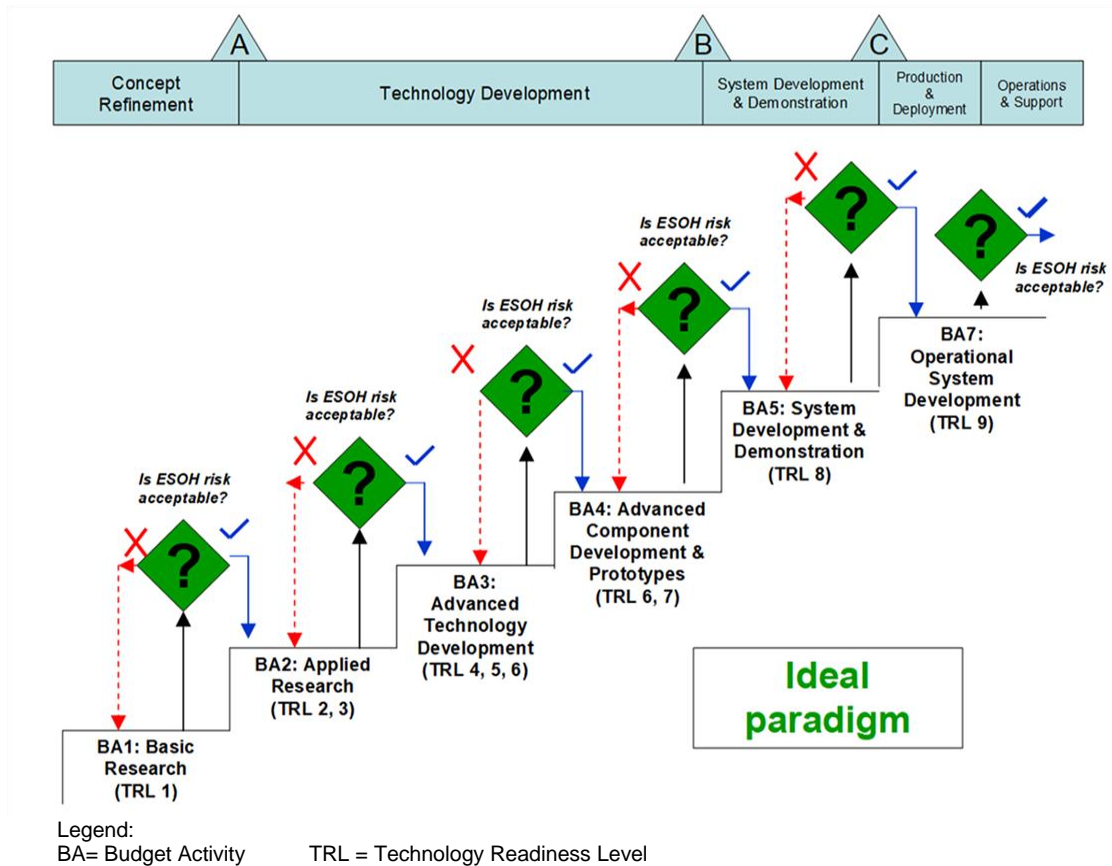 A
B
C
Concept
Refinement
Technology Development
System Development
& Demonstration
Production
&
Deployment
Operations
& Support
?
?
Is ESOH risk
acceptable?
?
Is ESOH risk
acceptable?
Is ESOH risk
acceptable?
?
BA7:
Operational
System
Development
(TRL 9)
Is ESOH risk
acceptable?
?
BA5: System
Development &
Demonstration
(TRL 8)
Is ESOH risk
acceptable?
?
BA4: Advanced
Component
Development &
Prototypes
(TRL 6, 7)
BA3:
Advanced
Technology
Development
(TRL 4, 5, 6)
BA2: Applied
Research
(TRL 2, 3)
Ideal
paradigm
BA1: Basic
Research
(TRL 1)
Legend:
BA= Budget Activity TRL = Technology Readiness Level